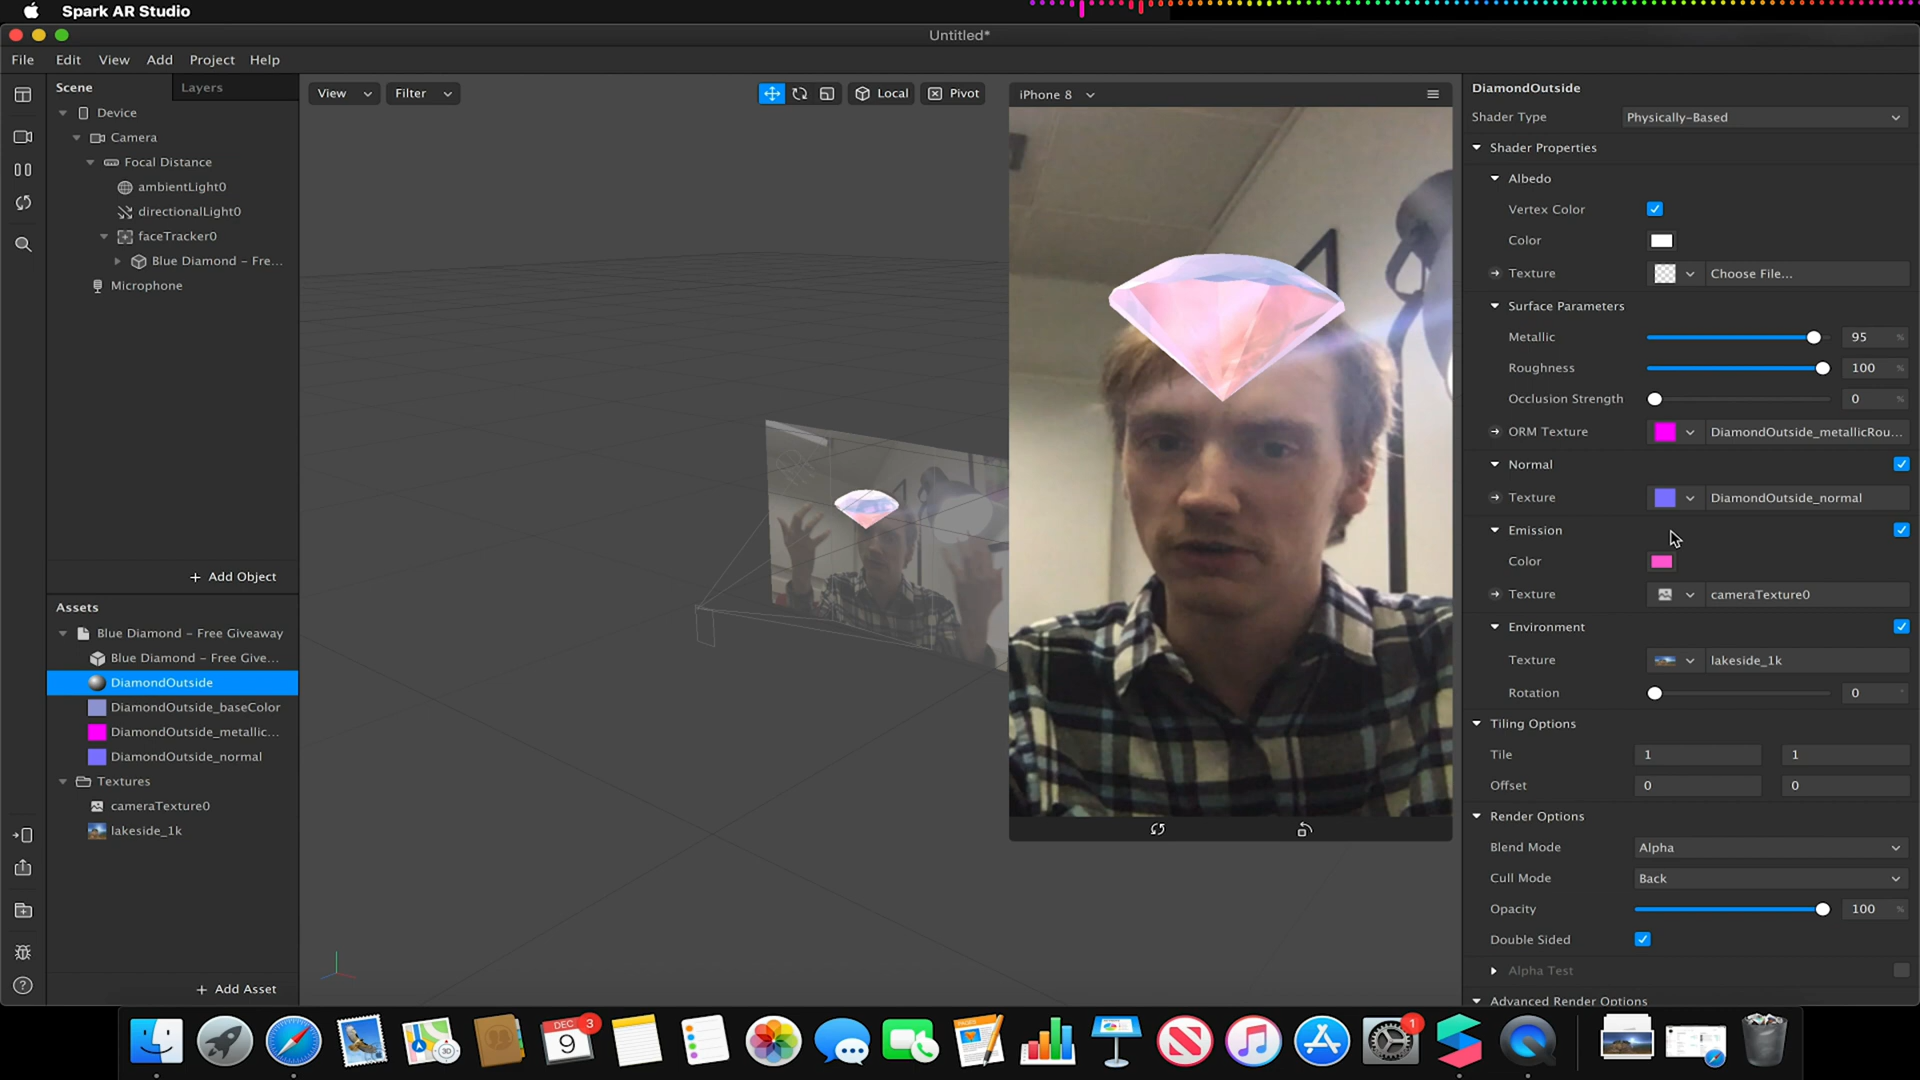 Spark AR Studio
Untitled*
File Edit View Add Project Help
Scene
Layers
Device
Camera
Focal Distance
ambientLight0
directionalLight0
faceTracker0
Blue Diamond - Fre...
Microphone
+ Add Object
Assets
Blue Diamond - Free Giveaway
Blue Diamond - Free Give...
DiamondOutside
DiamondOutside_baseColor
DiamondOutside_metallic...
DiamondOutside_normal
Textures
cameraTexture0
lakeside_1k
+ Add Asset
View
Filter
Local
Pivot
iPhone 8
DiamondOutside
Shader Type Physically-Based
Shader Properties
Albedo
Vertex Color
Color
Texture Choose File...
Surface Parameters
Metallic 95 %
Roughness 100 %
Occlusion Strength 0 %
ORM Texture DiamondOutside_metallicRou...
Normal
Texture DiamondOutside_normal
Emission
Color
Texture cameraTexture0
Environment
Texture lakeside_1k
Rotation 0 °
Tiling Options
Tile 1 1
Offset 0 0
Render Options
Blend Mode Alpha
Cull Mode Back
Opacity 100 %
Double Sided
Alpha Test
Advanced Render Options
DEC
9
3
30
PAGES
1